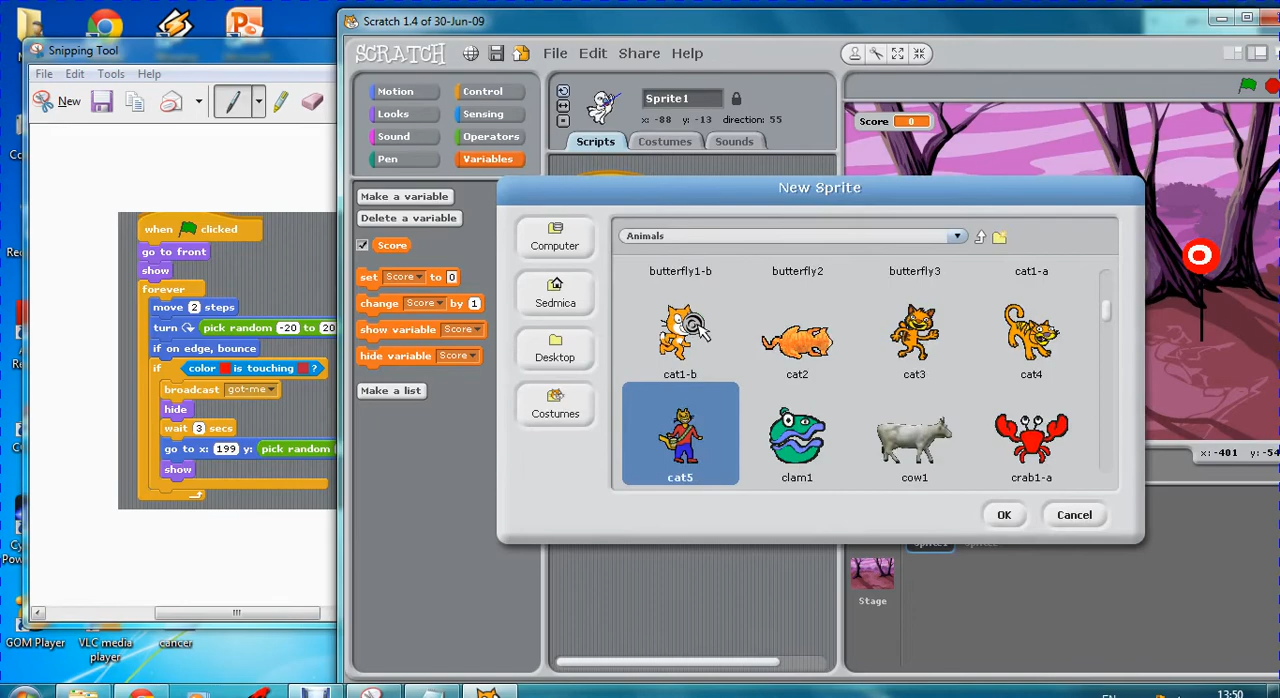 Scratch 1.4 of 30-Jun-09
Snipping Tool
File Edit Tools Help
New
SCRATCH File Edit Share Help
Motion Control
Looks Sensing
Sound Operators
Pen Variables
Sprite1
x: -88 y: -13 direction: 55
Scripts Costumes Sounds
Score 0
Make a variable
Delete a variable
Score
set Score to 0
change Score by 1
show variable Score
hide variable Score
Make a list
when clicked
go to front
show
forever
move 2 steps
turn pick random -20 to 20
if on edge, bounce
if color is touching ?
broadcast got-me
hide
wait 3 secs
go to x: 199 y: pick random
show
New Sprite
Computer
Sedmica
Desktop
Costumes
Animals
butterfly1-b butterfly2 butterfly3 cat1-a
cat1-b cat2 cat3 cat4
cat5 clam1 cow1 crab1-a
OK Cancel
x: -401 y: -54
Stage
GOM Player VLC media player cancer
13:50